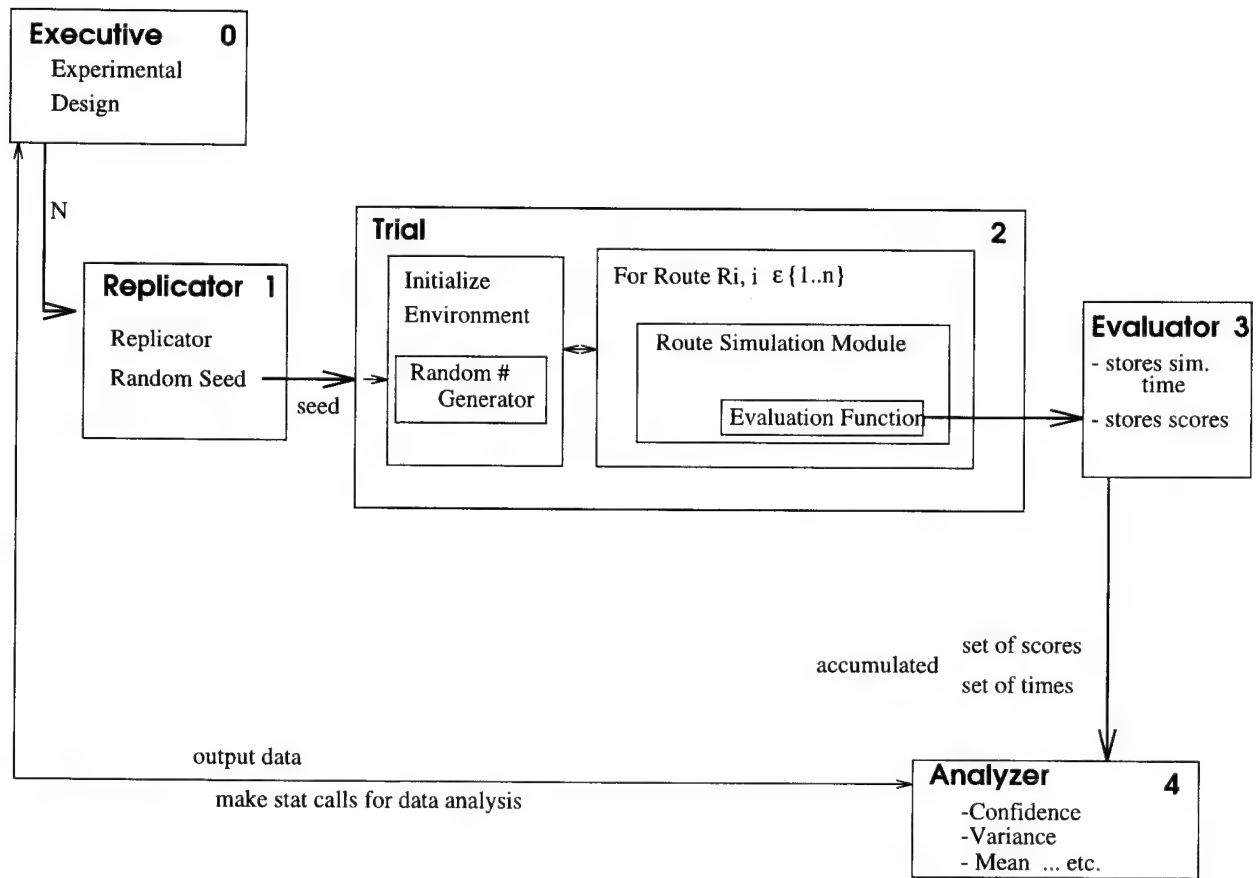 Executive 0
Experimental
Design
N
Replicator 1
Replicator
Random Seed
seed
Trial 2
Initialize
Environment
Random #
Generator
For Route Ri, i ε{1..n}
Route Simulation Module
Evaluation Function
Evaluator 3
- stores sim.
time
- stores scores
accumulated
set of scores
set of times
output data
make stat calls for data analysis
Analyzer 4
-Confidence
-Variance
- Mean ... etc.